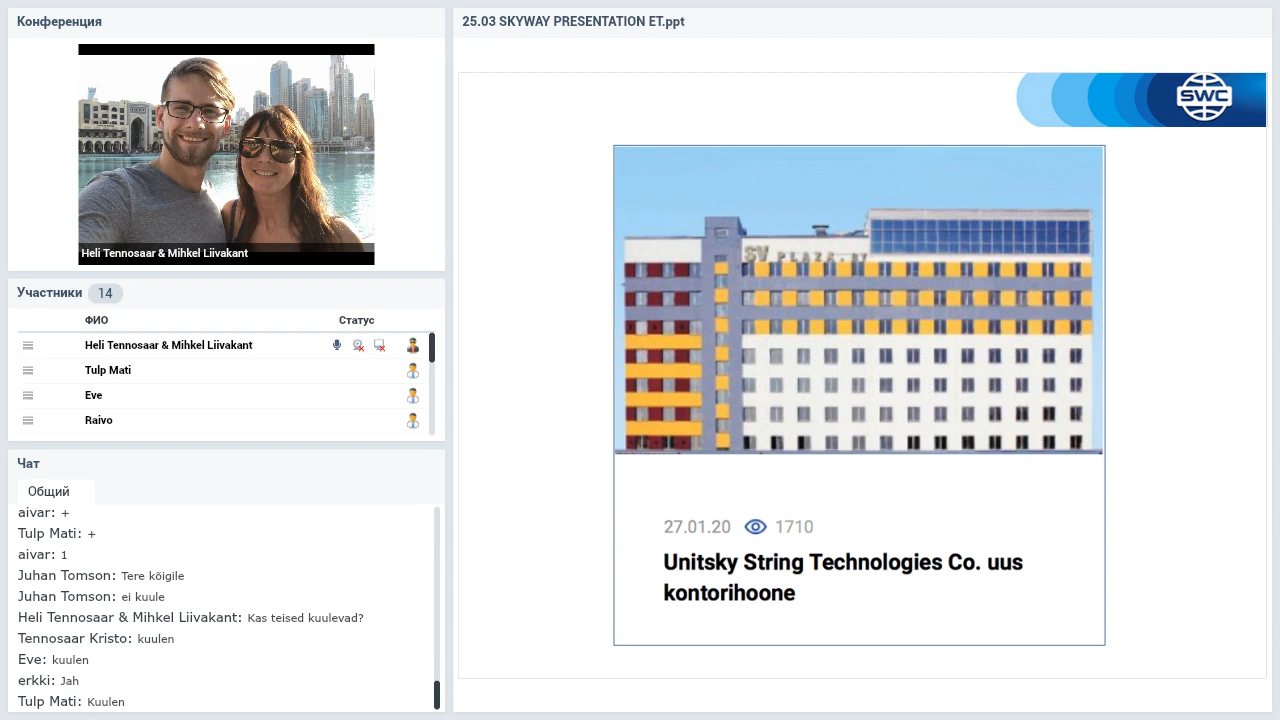 Конференция
Heli Tennosaar & Mihkel Liivakant
Участники 14
ФИО Статус
Heli Tennosaar & Mihkel Liivakant
Tulp Mati
Eve
Raivo
Чат
Общий
aivar: +
Tulp Mati: +
aivar: 1
Juhan Tomson: Tere kõigile
Juhan Tomson: ei kuule
Heli Tennosaar & Mihkel Liivakant: Kas teised kuulevad?
Tennosaar Kristo: kuulen
Eve: kuulen
erkki: Jah
Tulp Mati: Kuulen
25.03 SKYWAY PRESENTATION ET.ppt
SWC
SV PLAZA.BY
27.01.20 1710
Unitsky String Technologies Co. uus
kontorihoone